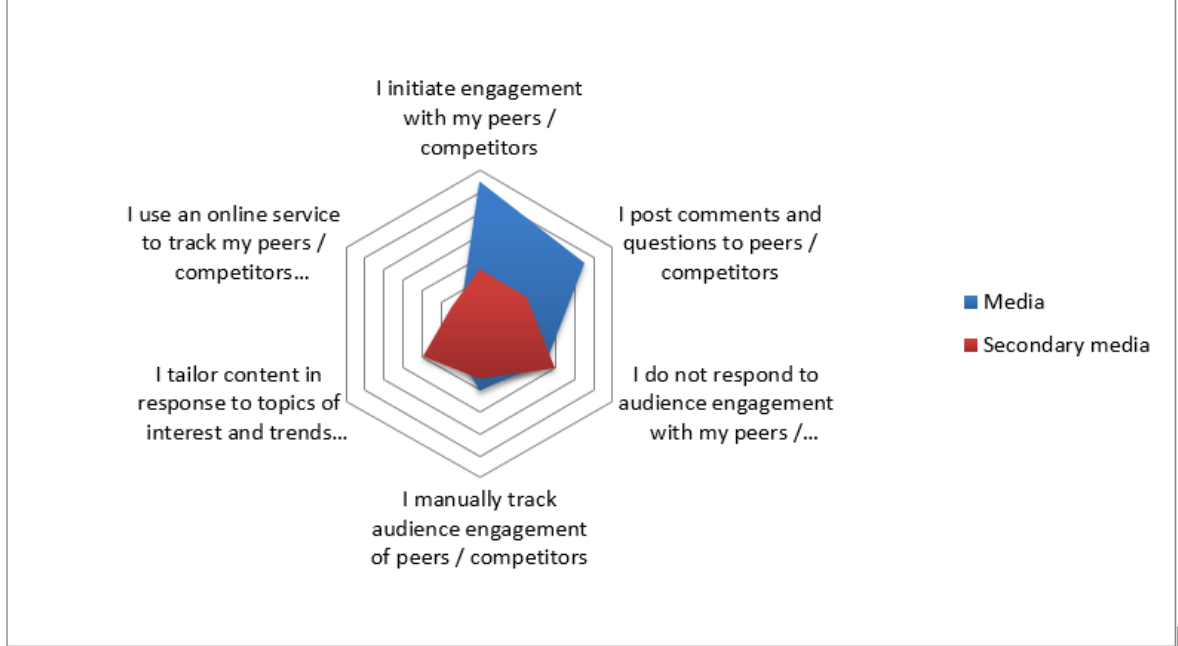 I initiate engagement
with my peers /
competitors
I post comments and
questions to peers /
competitors
I do not respond to
audience engagement
with my peers /...
I manually track
audience engagement
of peers / competitors
I tailor content in
response to topics of
interest and trends...
I use an online service
to track my peers /
competitors...
Media
Secondary media